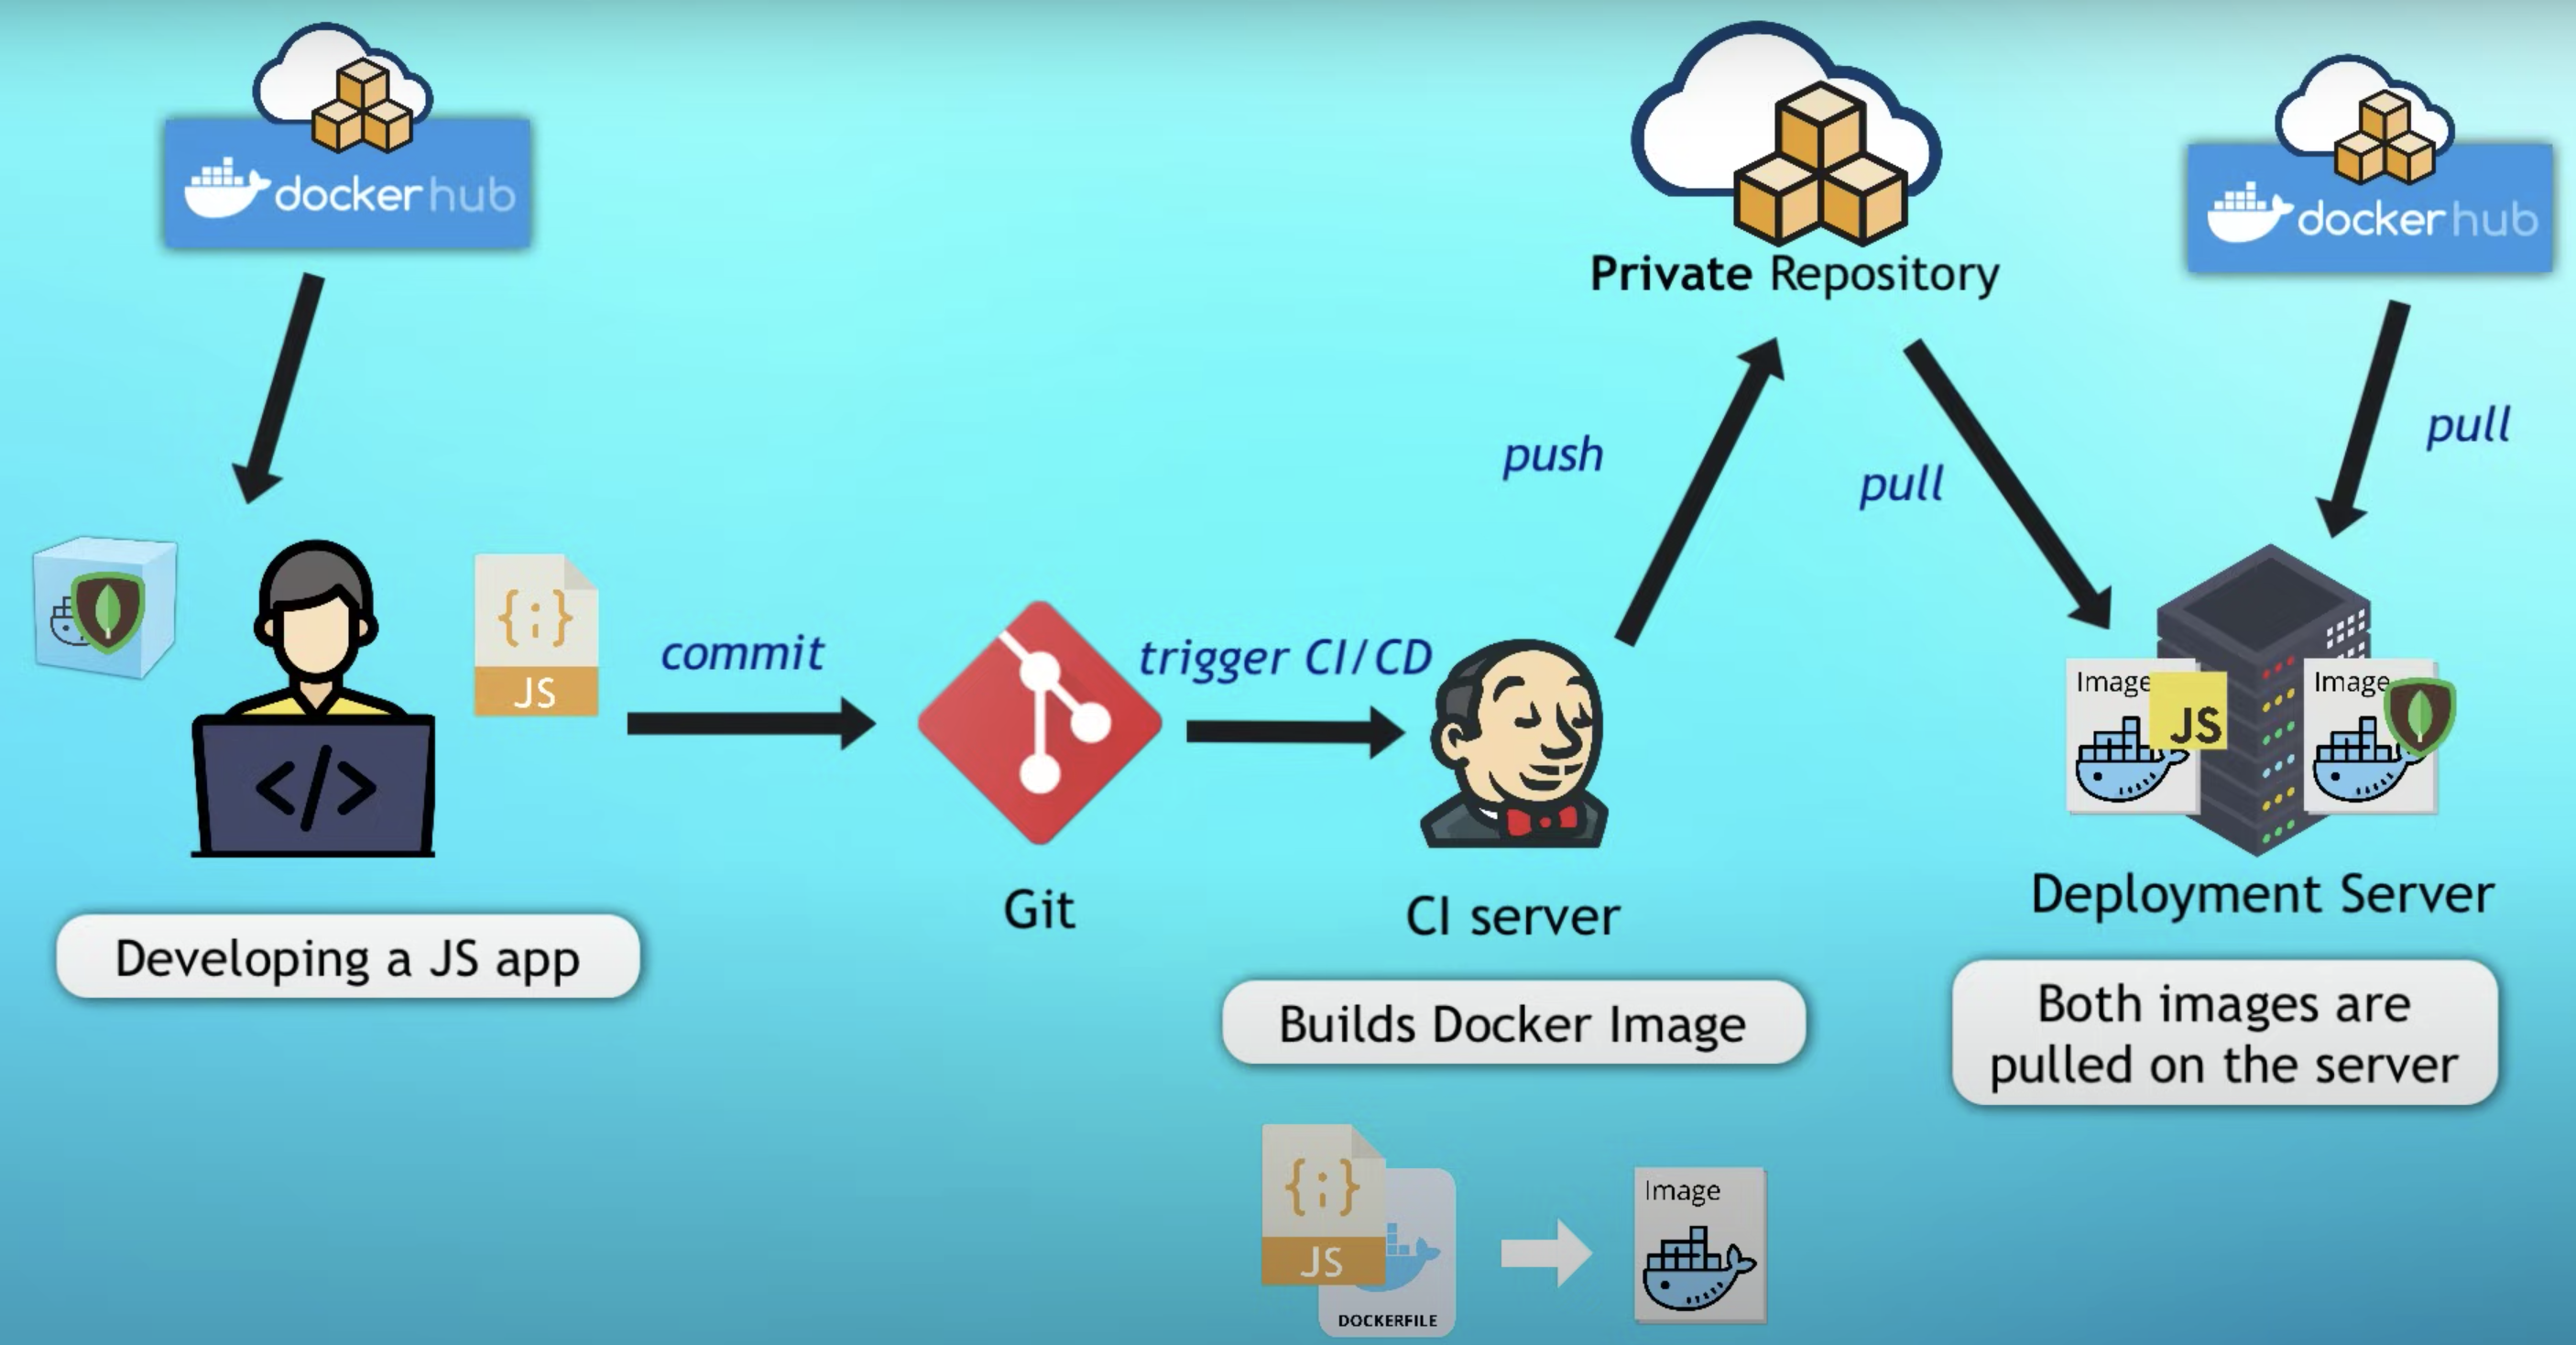 dockerhub
Private Repository
dockerhub
push
pull
pull
{;}
JS
commit
trigger CI/CD
</>
Image
JS
Image
Git
CI server
Deployment Server
Developing a JS app
Builds Docker Image
Both images are
pulled on the server
{;}
JS
DOCKERFILE
Image